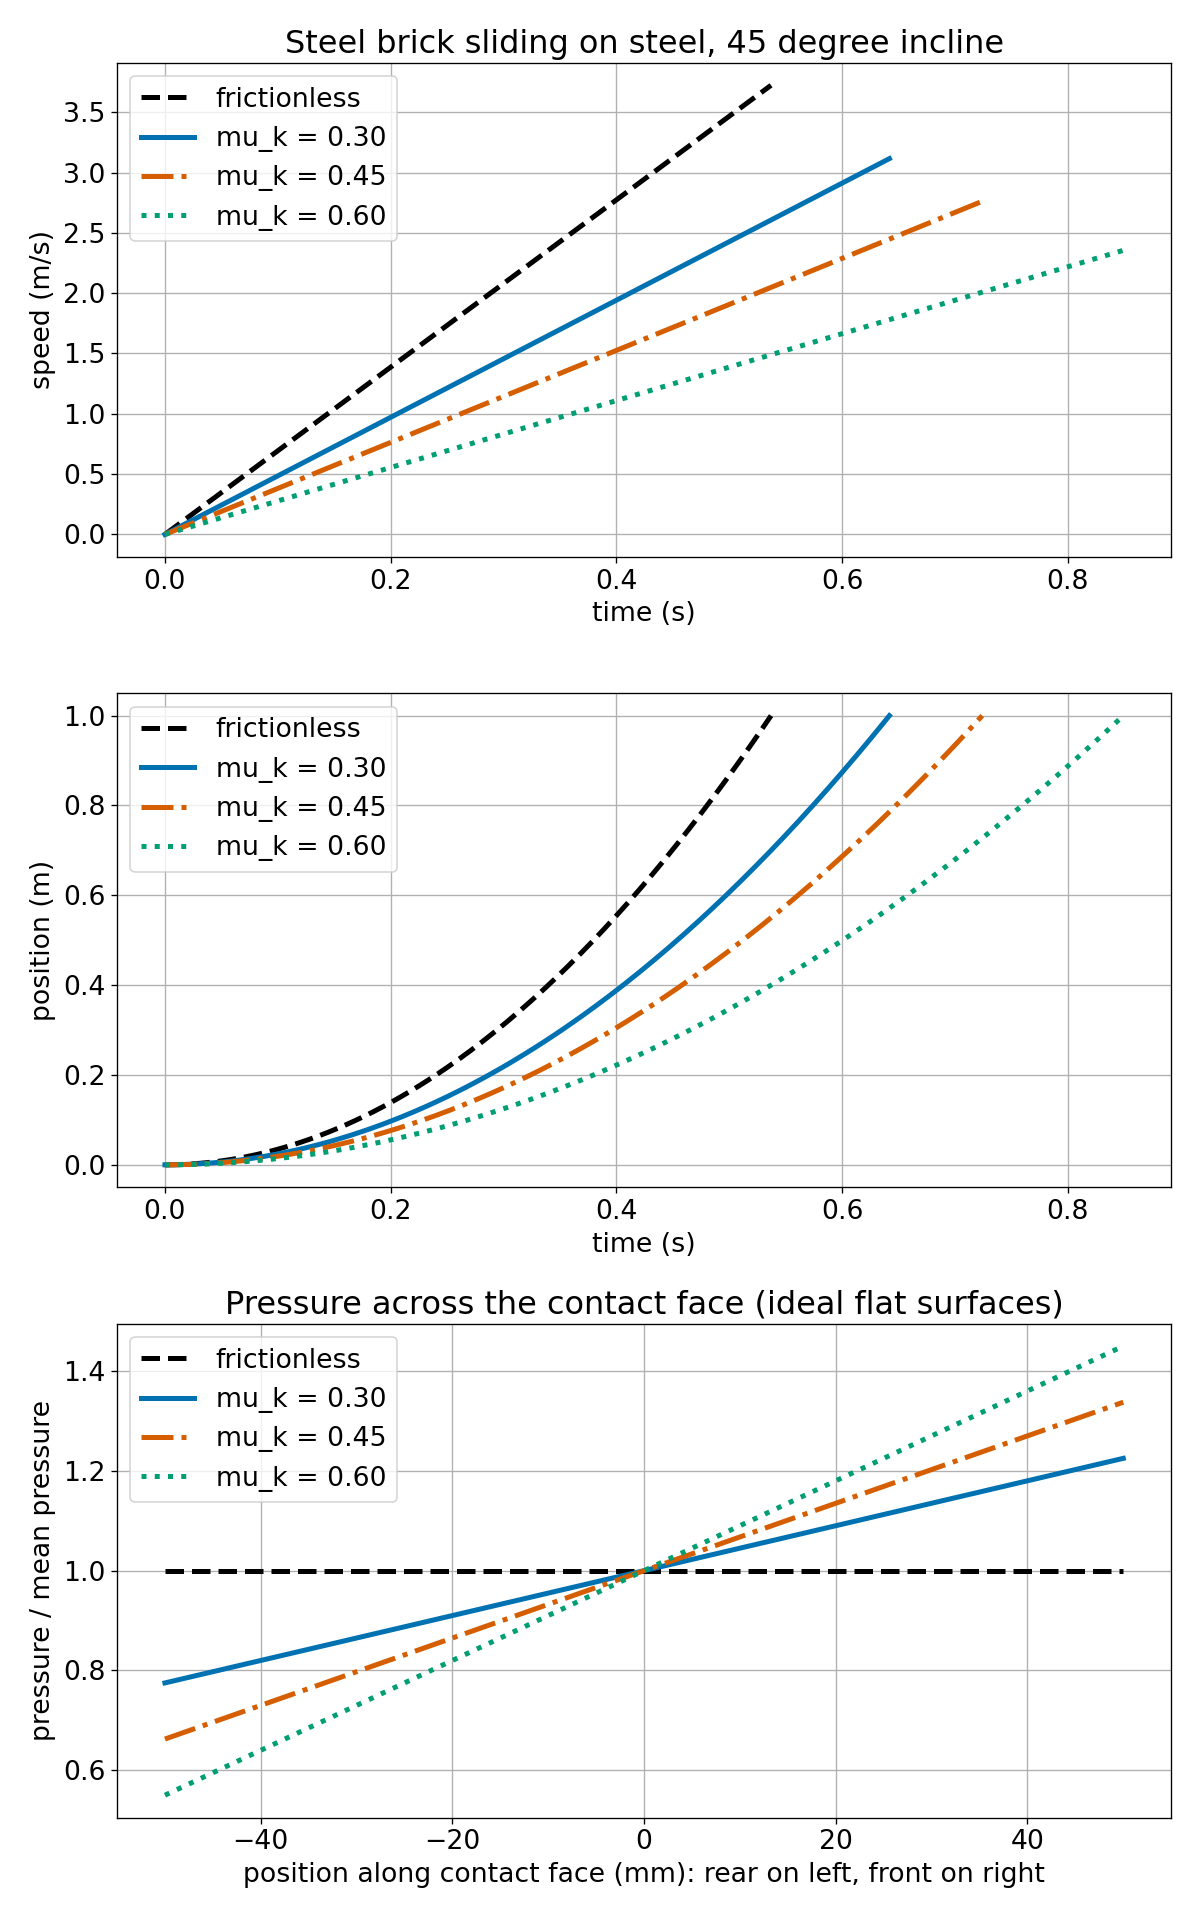 Steel brick sliding on steel, 45 degree incline
frictionless
mu_k = 0.30
mu_k = 0.45
mu_k = 0.60
speed (m/s)
3.5
3.0
2.5
2.0
1.5
1.0
0.5
0.0
0.0 0.2 0.4 0.6 0.8
time (s)
frictionless
mu_k = 0.30
mu_k = 0.45
mu_k = 0.60
position (m)
1.0
0.8
0.6
0.4
0.2
0.0
0.0 0.2 0.4 0.6 0.8
time (s)
Pressure across the contact face (ideal flat surfaces)
frictionless
mu_k = 0.30
mu_k = 0.45
mu_k = 0.60
pressure / mean pressure
1.4
1.2
1.0
0.8
0.6
−40 −20 0 20 40
position along contact face (mm): rear on left, front on right